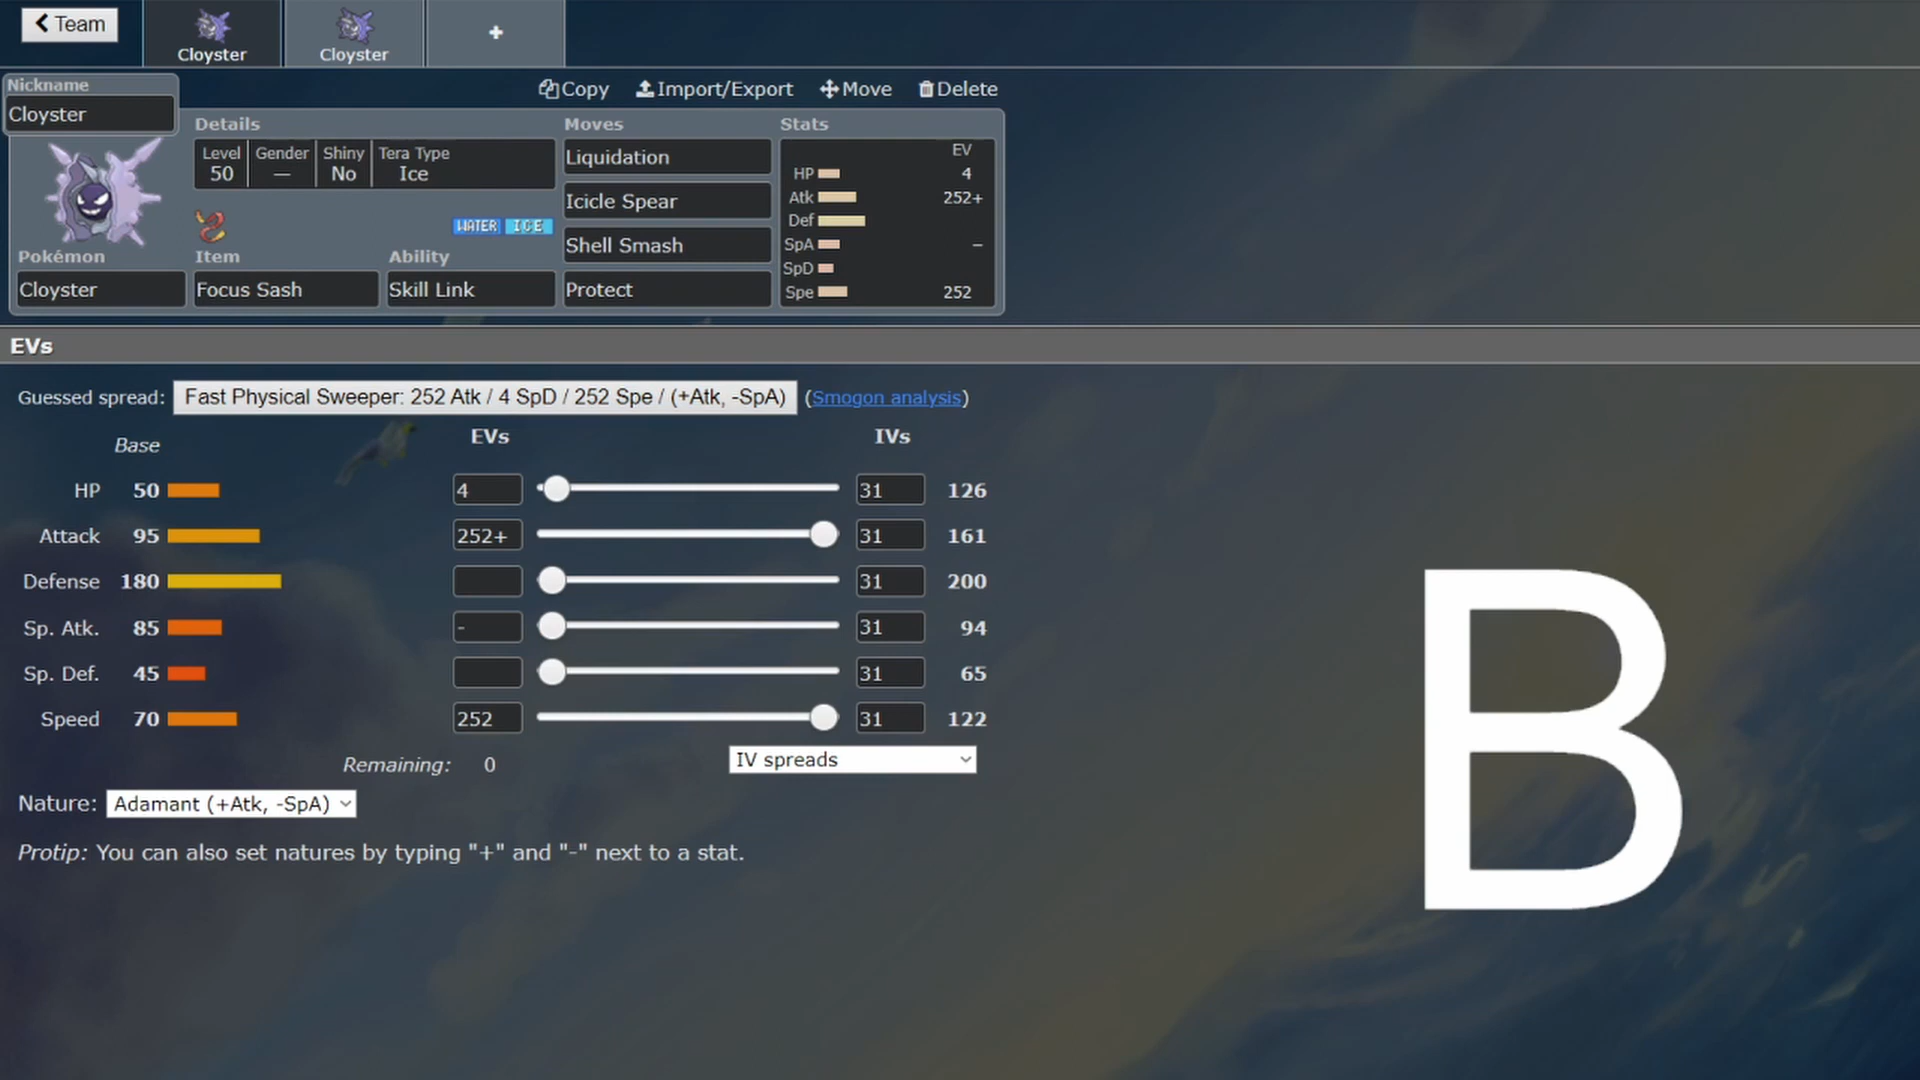 Team
Cloyster
Cloyster
Nickname
Cloyster
Copy
Import/Export
Move
Delete
Details
Level
50
Gender
—
Shiny
No
Tera Type
Ice
WATER
ICE
Pokémon
Cloyster
Item
Focus Sash
Ability
Skill Link
Moves
Liquidation
Icicle Spear
Shell Smash
Protect
Stats
EV
HP 4
Atk 252+
Def
SpA –
SpD
Spe 252
EVs
Guessed spread: Fast Physical Sweeper: 252 Atk / 4 SpD / 252 Spe / (+Atk, -SpA) (Smogon analysis)
Base EVs IVs
HP 50 4 31 126
Attack 95 252+ 31 161
Defense 180 31 200
Sp. Atk. 85 - 31 94
Sp. Def. 45 31 65
Speed 70 252 31 122
Remaining: 0
IV spreads
Nature: Adamant (+Atk, -SpA)
Protip: You can also set natures by typing "+" and "-" next to a stat.
B